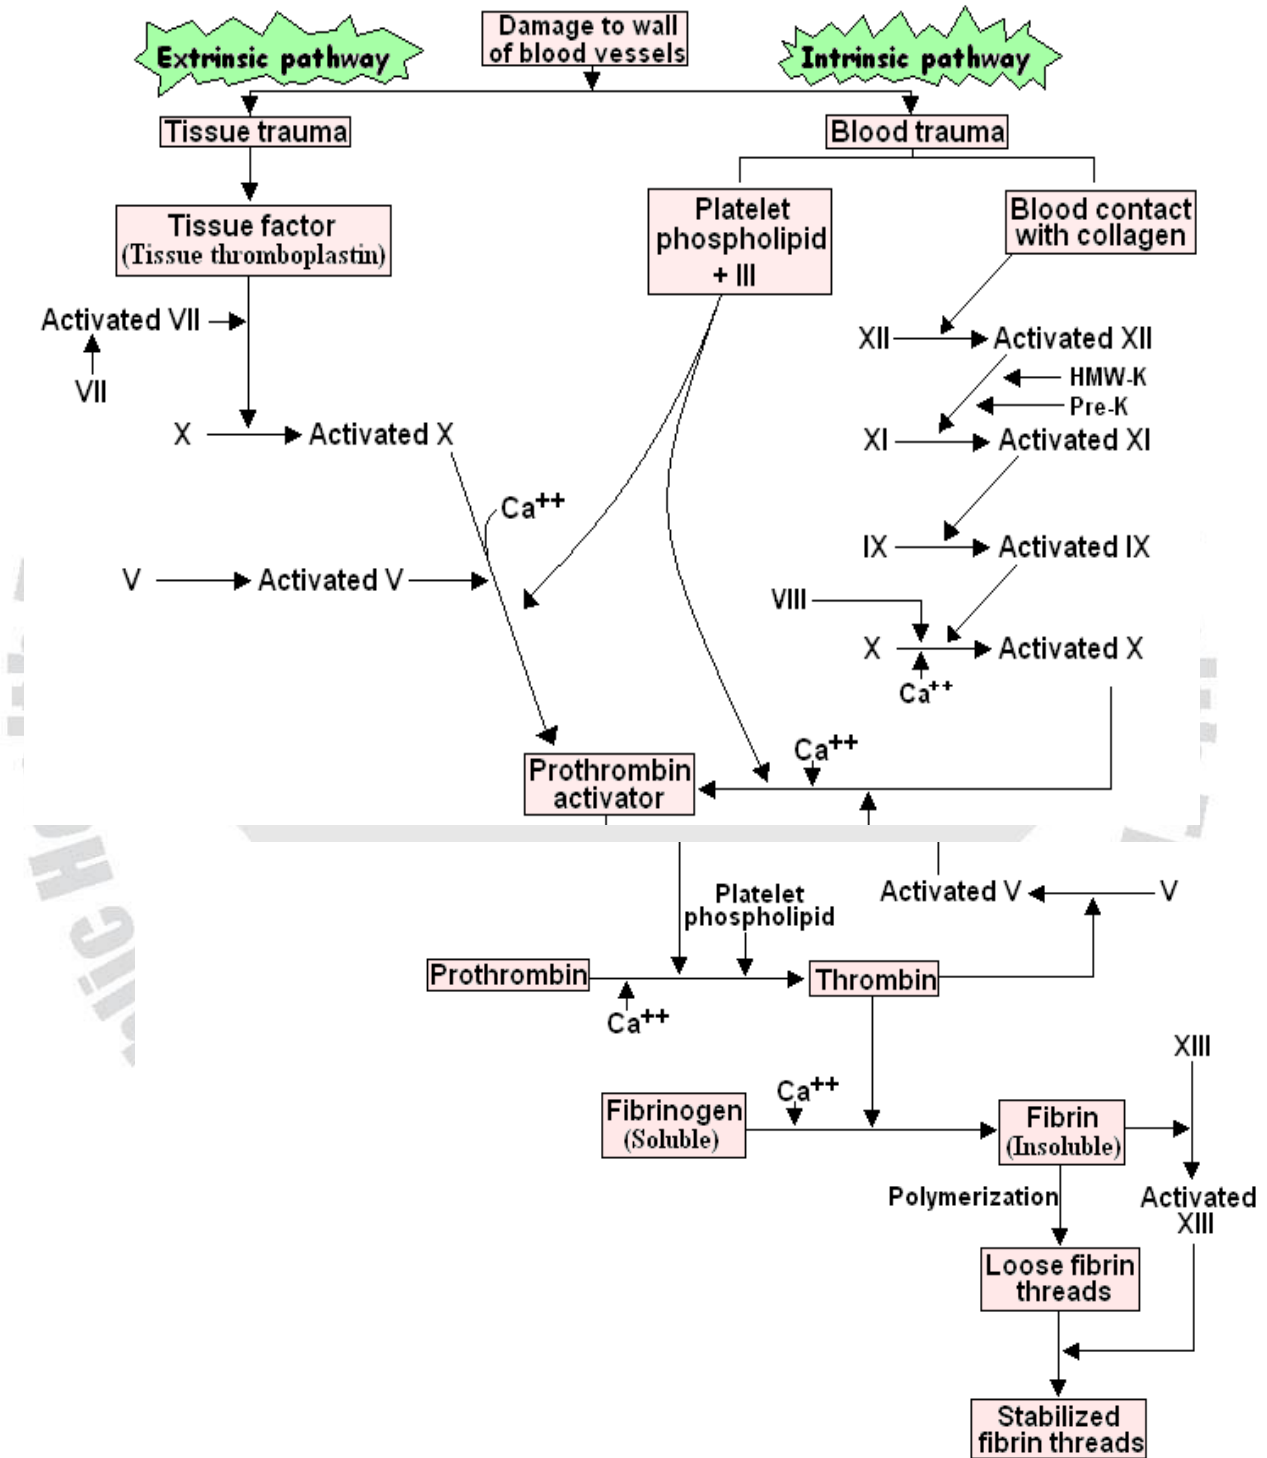 Damage to wall
of blood vessels
Extrinsic pathway
Intrinsic pathway
Tissue trauma
Blood trauma
Tissue factor
(Tissue thromboplastin)
Platelet
phospholipid
+ III
Blood contact
with collagen
Activated VII
VII
XII
Activated XII
HMW-K
Pre-K
X
Activated X
XI
Activated XI
Ca++
IX
Activated IX
V
Activated V
VIII
X
Activated X
Ca++
Ca++
Prothrombin
activator
Activated V
V
Platelet
phospholipid
Prothrombin
Thrombin
Ca++
XIII
Ca++
Fibrinogen
(Soluble)
Fibrin
(Insoluble)
Polymerization
Activated
XIII
Loose fibrin
threads
Stabilized
fibrin threads